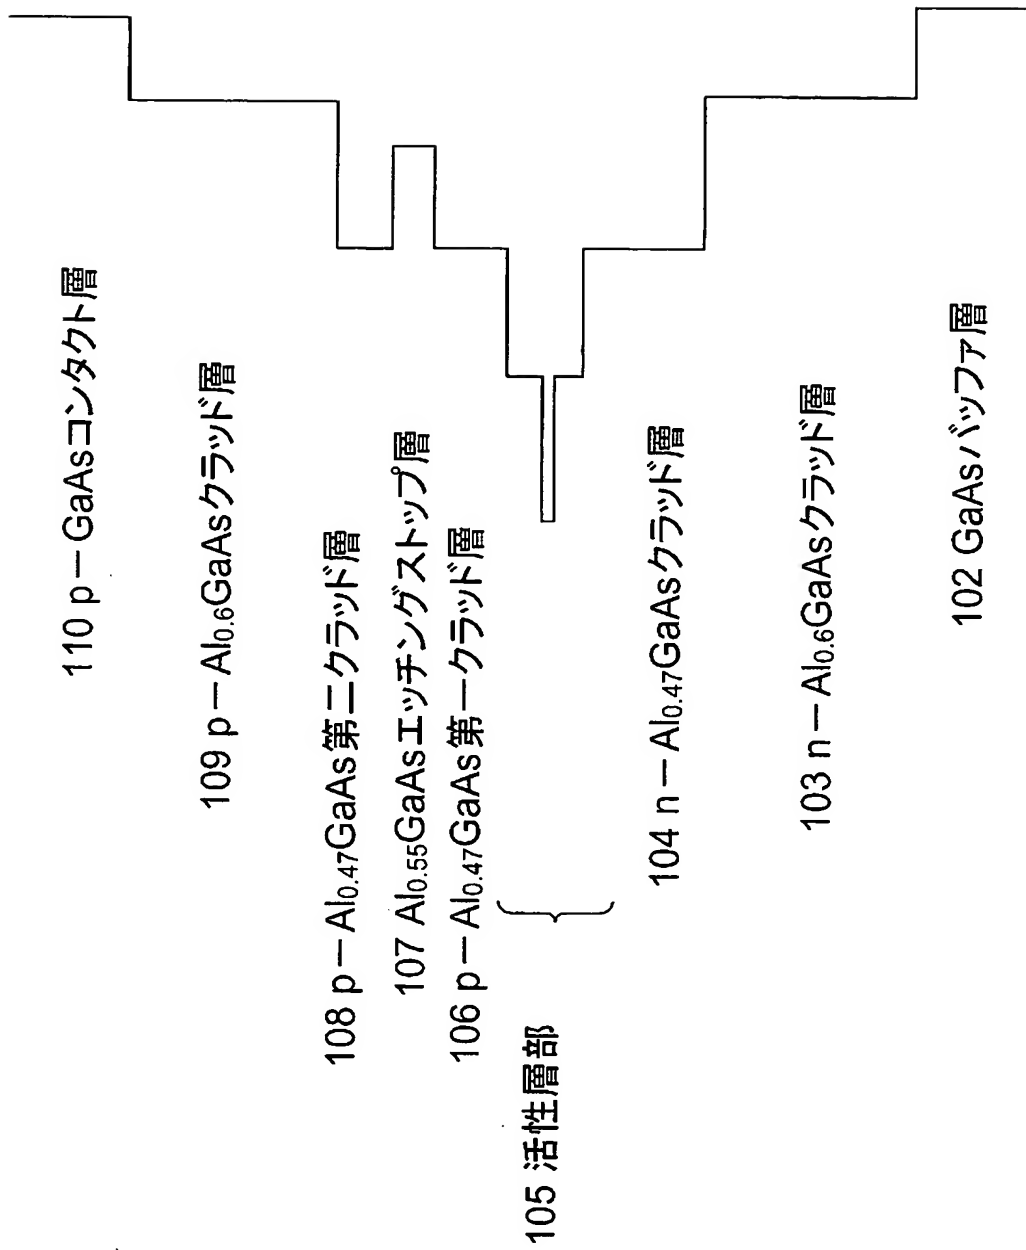 110 p－GaAsコンタクト層
109 p－Al0.6GaAsクラッド層
108 p－Al0.47GaAs第二クラッド層
107 Al0.55GaAsエッチングストップ層
106 p－Al0.47GaAs第一クラッド層
105 活性層部
104 n－Al0.47GaAsクラッド層
103 n－Al0.6GaAsクラッド層
102 GaAsバッファ層